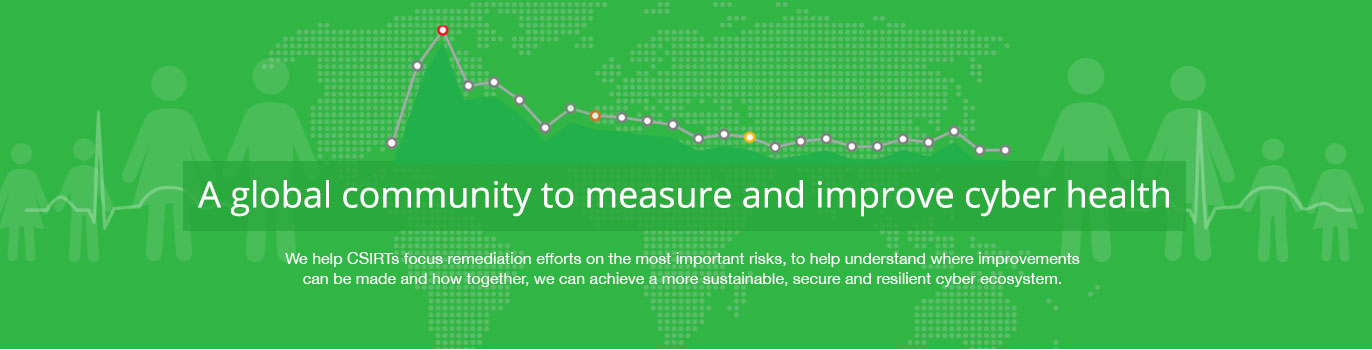 A global community to measure and improve cyber health
We help CSIRTs focus remediation efforts on the most important risks, to help understand where improvements
can be made and how together, we can achieve a more sustainable, secure and resilient cyber ecosystem.